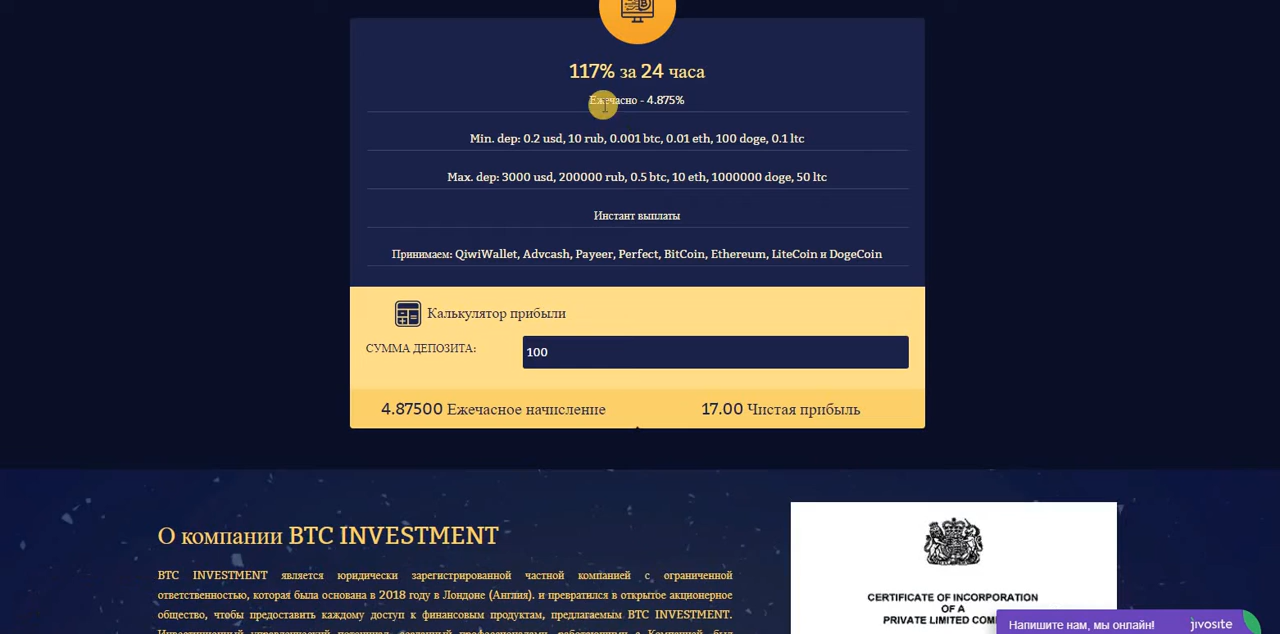 117% за 24 часа
Ежечасно - 4.875%
Min. dep: 0.2 usd, 10 rub, 0.001 btc, 0.01 eth, 100 doge, 0.1 ltc
Max. dep: 3000 usd, 200000 rub, 0.5 btc, 10 eth, 1000000 doge, 50 ltc
Инстант выплаты
Принимаем: QiwiWallet, Advcash, Payeer, Perfect, BitCoin, Ethereum, LiteCoin и DogeCoin
Калькулятор прибыли
СУММА ДЕПОЗИТА:
100
4.87500 Ежечасное начисление
17.00 Чистая прибыль
О компании BTC INVESTMENT
BTC INVESTMENT является юридически зарегистрированной частной компанией с ограниченной
ответственностью, которая была основана в 2018 году в Лондоне (Англия). и превратился в открытое акционерное
общество, чтобы предоставить каждому доступ к финансовым продуктам, предлагаемым BTC INVESTMENT.
CERTIFICATE OF INCORPORATION
OF A
PRIVATE LIMITED
Напишите нам, мы онлайн!
jivosite